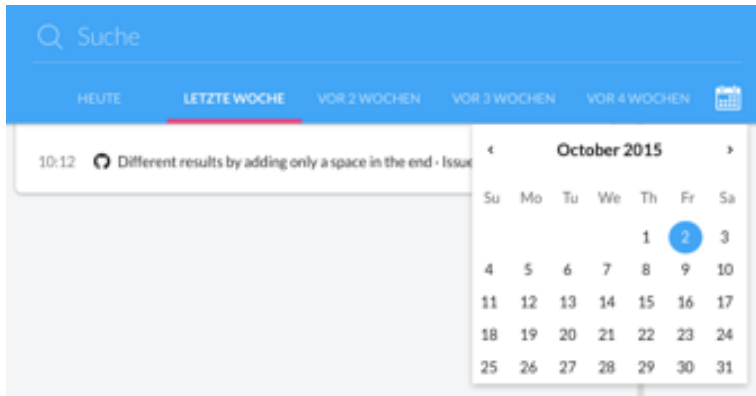 Suche
HEUTE LETZTE WOCHE VOR 2 WOCHEN VOR 3 WOCHEN VOR 4 WOCHEN
10:12 Different results by adding only a space in the end · Issue
‹ October 2015 ›
Su Mo Tu We Th Fr Sa
1 2 3
4 5 6 7 8 9 10
11 12 13 14 15 16 17
18 19 20 21 22 23 24
25 26 27 28 29 30 31